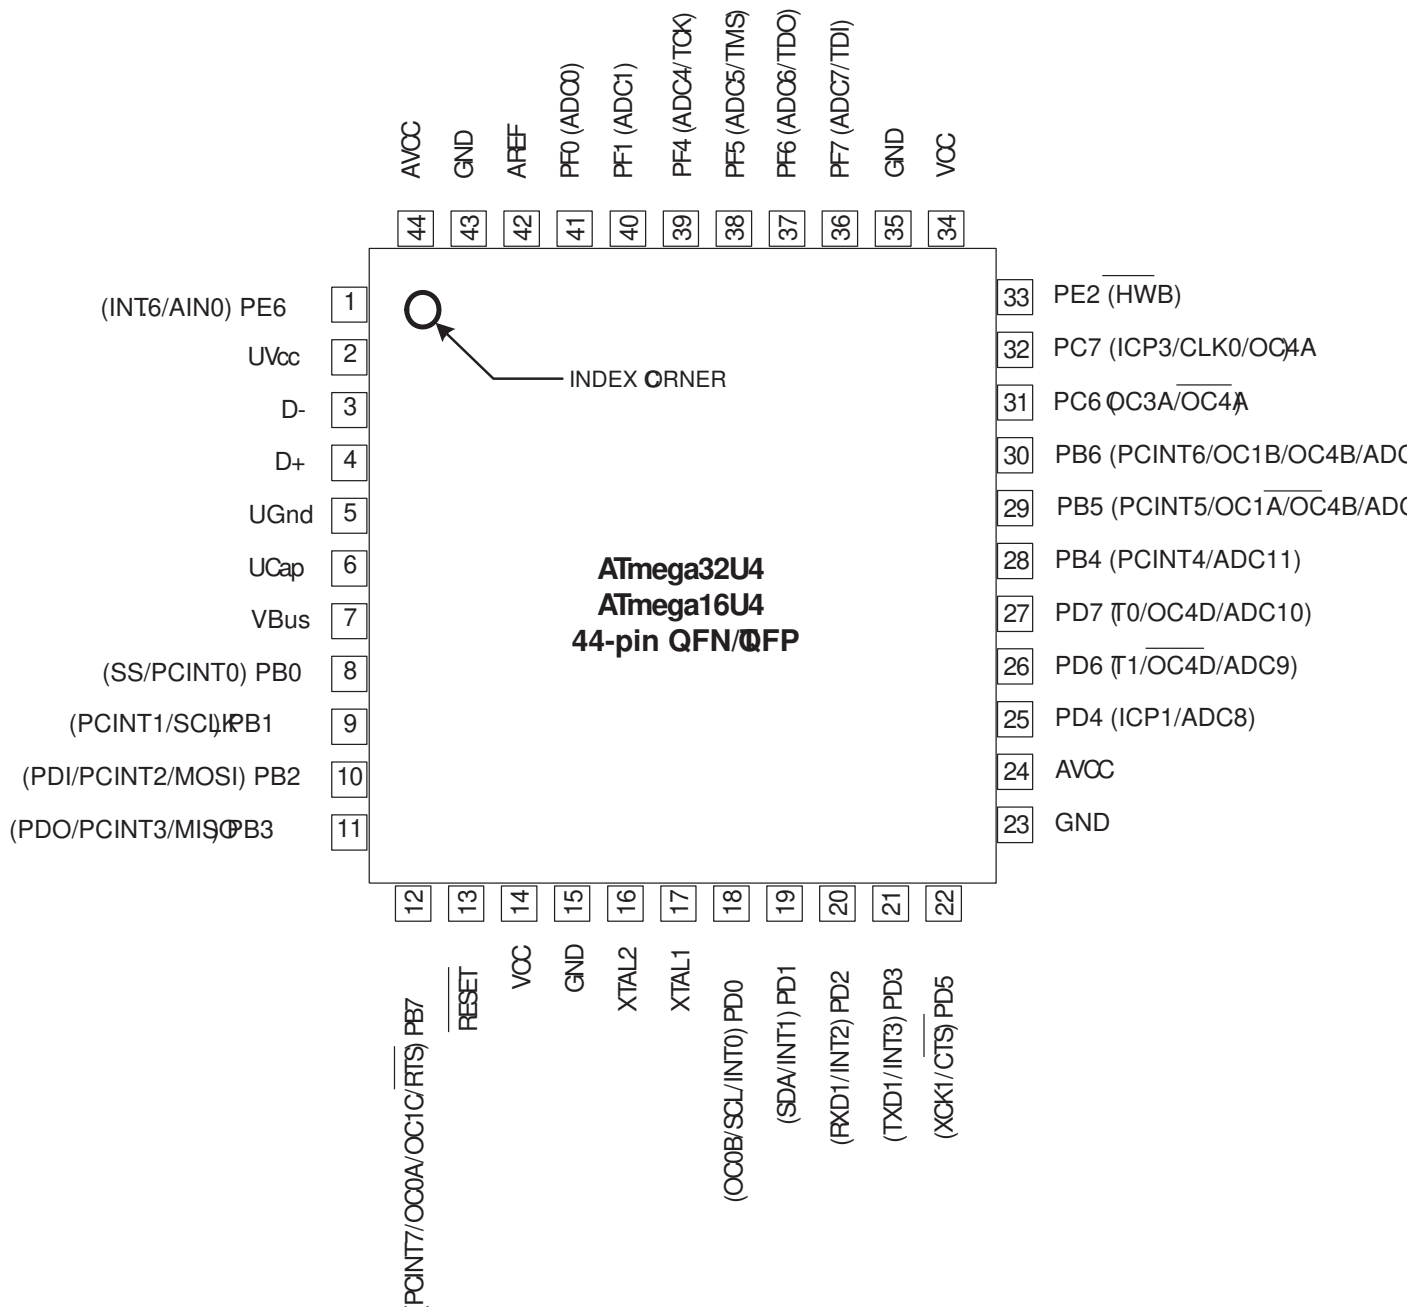 AVCC
GND
AREF
PF0 (ADC0)
PF1 (ADC1)
PF4 (ADC4/TCK)
PF5 (ADC5/TMS)
PF6 (ADC6/TDO)
PF7 (ADC7/TDI)
GND
VCC
44
43
42
41
40
39
38
37
36
35
34
(INT.6/AIN0) PE6 1
UVcc 2
D- 3
D+ 4
UGnd 5
UCap 6
VBus 7
(SS/PCINT0) PB0 8
(PCINT1/SCLK) PB1 9
(PDI/PCINT2/MOSI) PB2 10
(PDO/PCINT3/MISO) PB3 11
INDEX CORNER
ATmega32U4
ATmega16U4
44-pin QFN/TQFP
33 PE2 (HWB)
32 PC7 (ICP3/CLK0/OC4A)
31 PC6 (OC3A/OC4A)
30 PB6 (PCINT6/OC1B/OC4B/ADC
29 PB5 (PCINT5/OC1A/OC4B/ADC
28 PB4 (PCINT4/ADC11)
27 PD7 (T0/OC4D/ADC10)
26 PD6 (T1/OC4D/ADC9)
25 PD4 (ICP1/ADC8)
24 AVCC
23 GND
12
13
14
15
16
17
18
19
20
21
22
(PCINT7/OC0A/OC1C/RTS) PB7
RESET
VCC
GND
XTAL2
XTAL1
(OC0B/SCL/INT0) PD0
(SDA/INT1) PD1
(RXD1/INT2) PD2
(TXD1/INT3) PD3
(XCK1/CTS) PD5